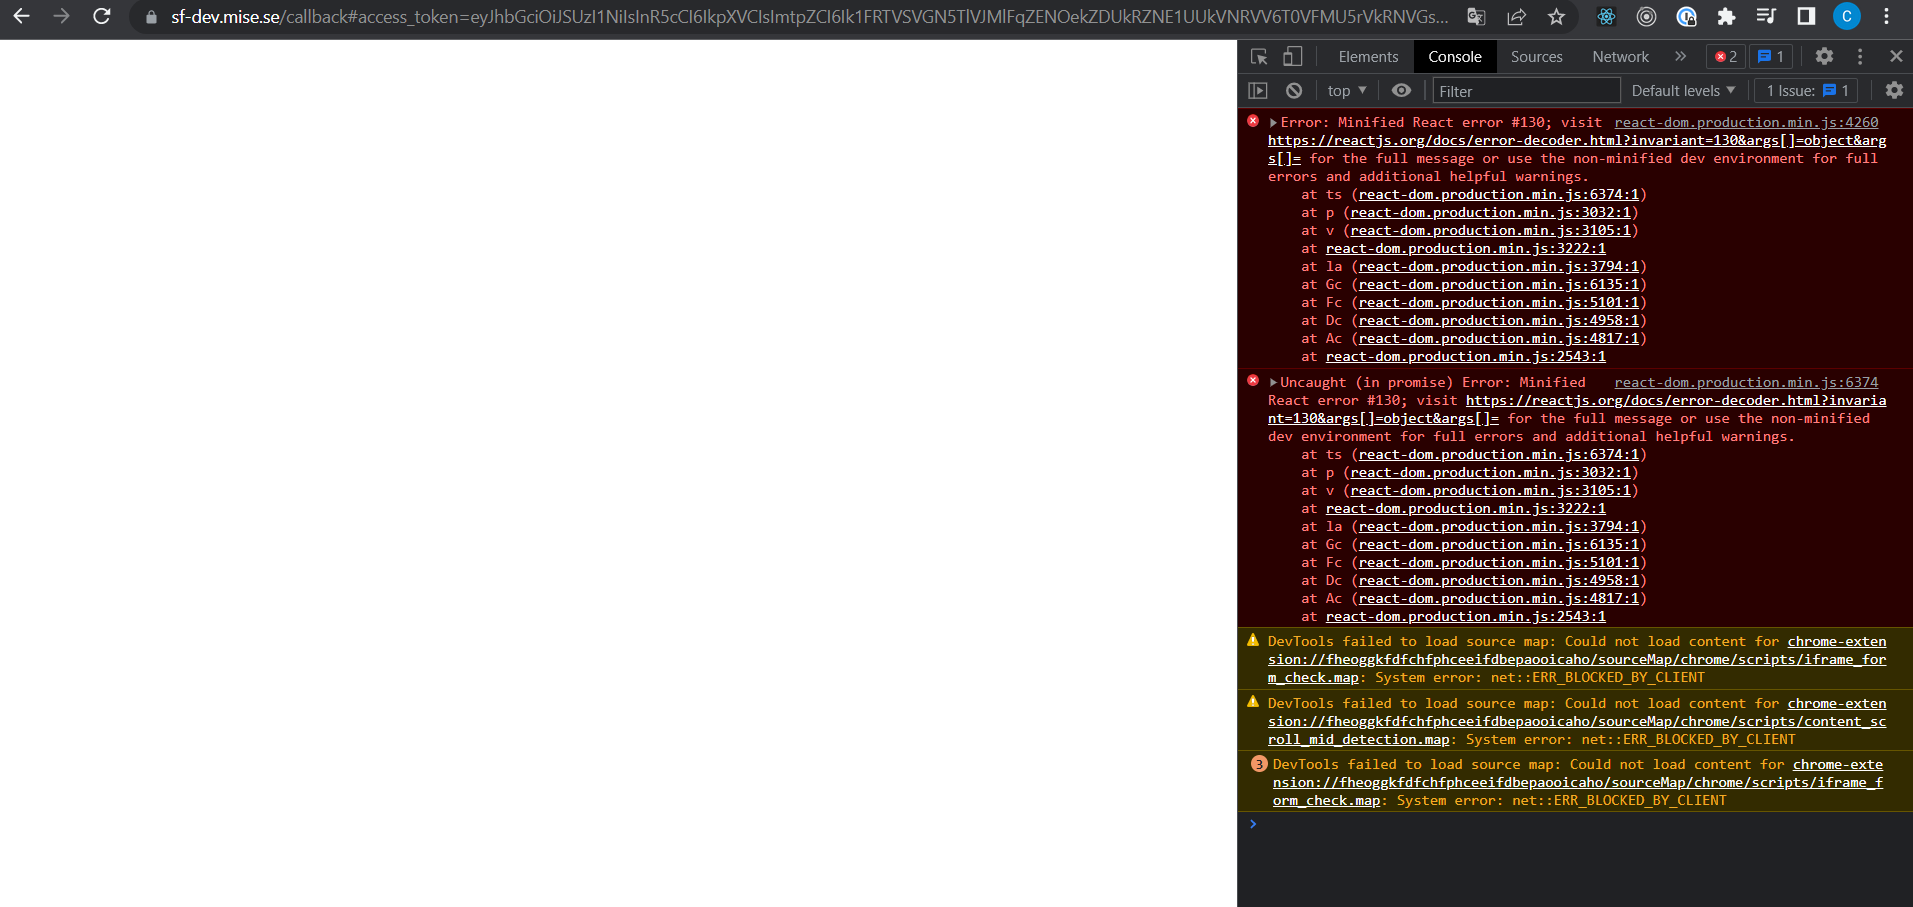 sf-dev.mise.se/callback#access_token=eyJhbGciOiJSUzI1NiIsInR5cCI6IkpXVCIsImtpZCI6Ik1FRTVSVGN5TlVJMlFqZENOekZDUkRZNE1UUkVNRVV6T0VFMU5rVkRNVGs...
C
Elements
Console
Sources
Network
2
1
top
Filter
Default levels
1 Issue:
1
Error: Minified React error #130; visit react-dom.production.min.js:4260
https://reactjs.org/docs/error-decoder.html?invariant=130&args[]=object&arg
s[]= for the full message or use the non-minified dev environment for full
errors and additional helpful warnings.
at ts (react-dom.production.min.js:6374:1)
at p (react-dom.production.min.js:3032:1)
at v (react-dom.production.min.js:3105:1)
at react-dom.production.min.js:3222:1
at la (react-dom.production.min.js:3794:1)
at Gc (react-dom.production.min.js:6135:1)
at Fc (react-dom.production.min.js:5101:1)
at Dc (react-dom.production.min.js:4958:1)
at Ac (react-dom.production.min.js:4817:1)
at react-dom.production.min.js:2543:1
Uncaught (in promise) Error: Minified react-dom.production.min.js:6374
React error #130; visit https://reactjs.org/docs/error-decoder.html?invaria
nt=130&args[]=object&args[]= for the full message or use the non-minified
dev environment for full errors and additional helpful warnings.
at ts (react-dom.production.min.js:6374:1)
at p (react-dom.production.min.js:3032:1)
at v (react-dom.production.min.js:3105:1)
at react-dom.production.min.js:3222:1
at la (react-dom.production.min.js:3794:1)
at Gc (react-dom.production.min.js:6135:1)
at Fc (react-dom.production.min.js:5101:1)
at Dc (react-dom.production.min.js:4958:1)
at Ac (react-dom.production.min.js:4817:1)
at react-dom.production.min.js:2543:1
DevTools failed to load source map: Could not load content for chrome-exten
sion://fheoggkfdfchfphceeifdbepaooicaho/sourceMap/chrome/scripts/iframe_for
m_check.map: System error: net::ERR_BLOCKED_BY_CLIENT
DevTools failed to load source map: Could not load content for chrome-exten
sion://fheoggkfdfchfphceeifdbepaooicaho/sourceMap/chrome/scripts/content_sc
roll_mid_detection.map: System error: net::ERR_BLOCKED_BY_CLIENT
3 DevTools failed to load source map: Could not load content for chrome-exte
nsion://fheoggkfdfchfphceeifdbepaooicaho/sourceMap/chrome/scripts/iframe_f
orm_check.map: System error: net::ERR_BLOCKED_BY_CLIENT